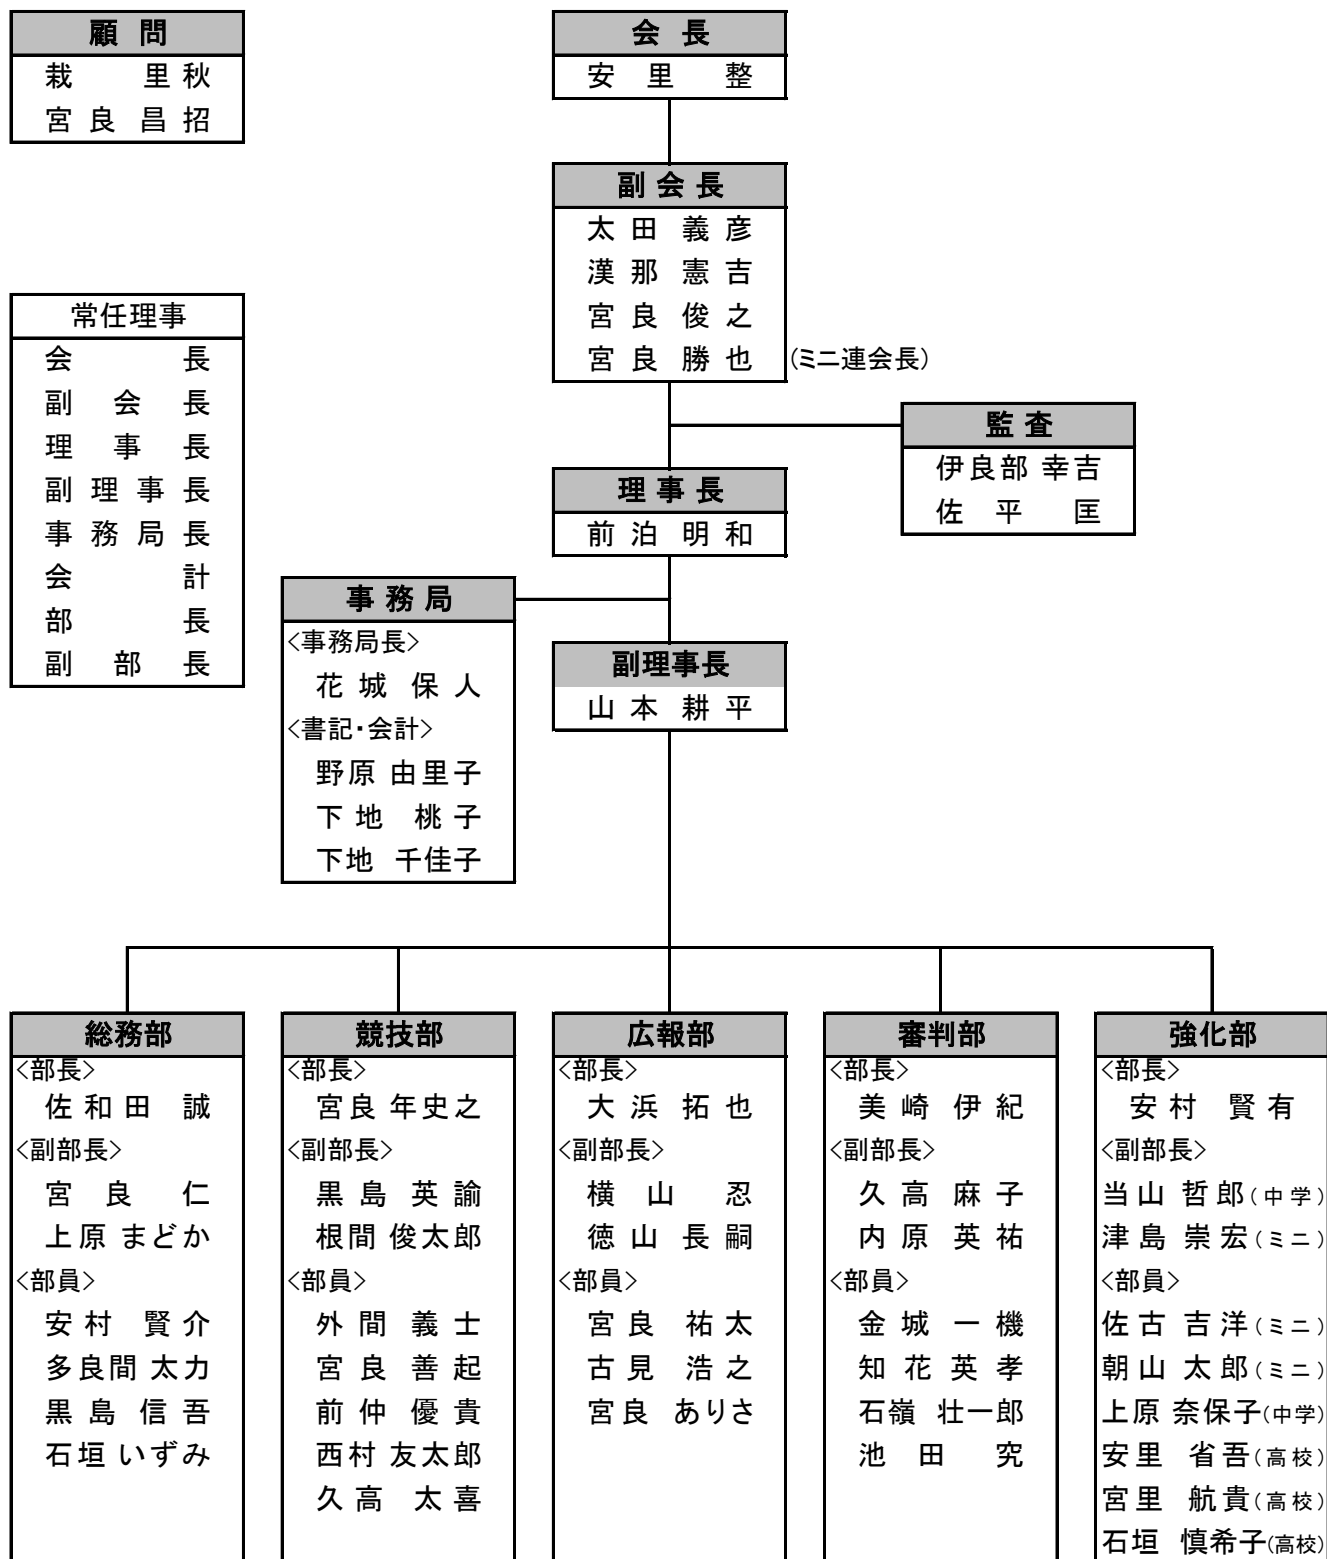 顧問
栽 里秋
宮良 昌招
会長
安里 整
副会長
太田 義彦
漢那 憲吉
宮良 俊之
宮良 勝也 (ミニ連会長)
常任理事
会長
副会長
理事長
副理事長
事務局長
会計
部長
副部長
監査
伊良部 幸吉
佐平 匡
理事長
前泊 明和
事務局
<事務局長>
花城 保人
<書記・会計>
野原 由里子
下地 桃子
下地 千佳子
副理事長
山本 耕平
総務部
<部長>
佐和田 誠
<副部長>
宮良 仁
上原 まどか
<部員>
安村 賢介
多良間 太力
黒島 信吾
石垣 いずみ
競技部
<部長>
宮良 年史之
<副部長>
黒島 英諭
根間 俊太郎
<部員>
外間 義士
宮良 善起
前仲 優貴
西村 友太郎
久高 太喜
広報部
<部長>
大浜 拓也
<副部長>
横山 忍
徳山 長嗣
<部員>
宮良 祐太
古見 浩之
宮良 ありさ
審判部
<部長>
美崎 伊紀
<副部長>
久高 麻子
内原 英祐
<部員>
金城 一機
知花 英孝
石嶺 壮一郎
池田 究
強化部
<部長>
安村 賢有
<副部長>
当山 哲郎(中学)
津島 崇宏(ミニ)
<部員>
佐古 吉洋(ミニ)
朝山 太郎(ミニ)
上原 奈保子(中学)
安里 省吾(高校)
宮里 航貴(高校)
石垣 慎希子(高校)